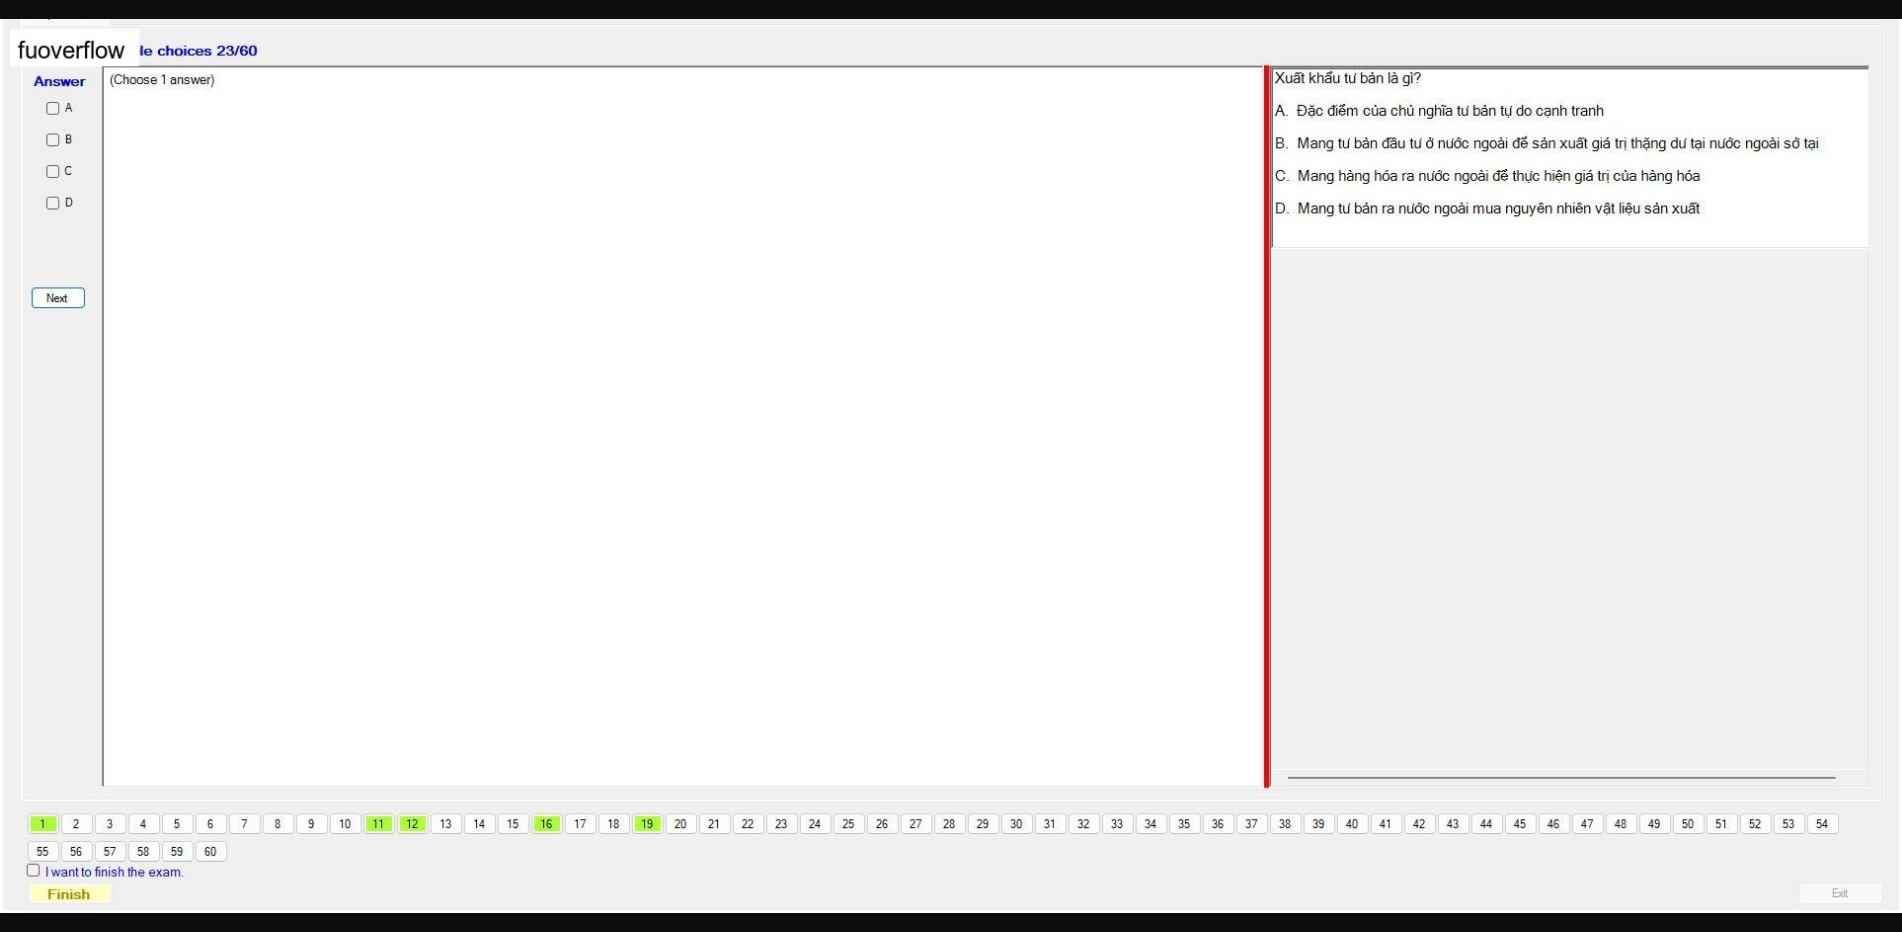 fuoverflow
le choices 23/60
Answer
(Choose 1 answer)
A
B
C
D
Next
Xuất khẩu tư bản là gì?
A. Đặc điểm của chủ nghĩa tư bản tự do cạnh tranh
B. Mang tư bản đầu tư ở nước ngoài để sản xuất giá trị thặng dư tại nước ngoài sở tại
C. Mang hàng hóa ra nước ngoài để thực hiện giá trị của hàng hóa
D. Mang tư bản ra nước ngoài mua nguyên nhiên vật liệu sản xuất
1 2 3 4 5 6 7 8 9 10 11 12 13 14 15 16 17 18 19 20 21 22 23 24 25 26 27 28 29 30 31 32 33 34 35 36 37 38 39 40 41 42 43 44 45 46 47 48 49 50 51 52 53 54
55 56 57 58 59 60
I want to finish the exam.
Finish
Exit